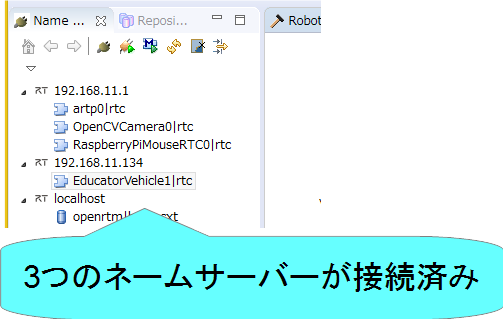 Name ...
Reposi...
Robot
192.168.11.1
artp0|rtc
OpenCVCamera0|rtc
RaspberryPiMouseRTC0|rtc
192.168.11.134
EducatorVehicle1|rtc
localhost
3つのネームサーバーが接続済み